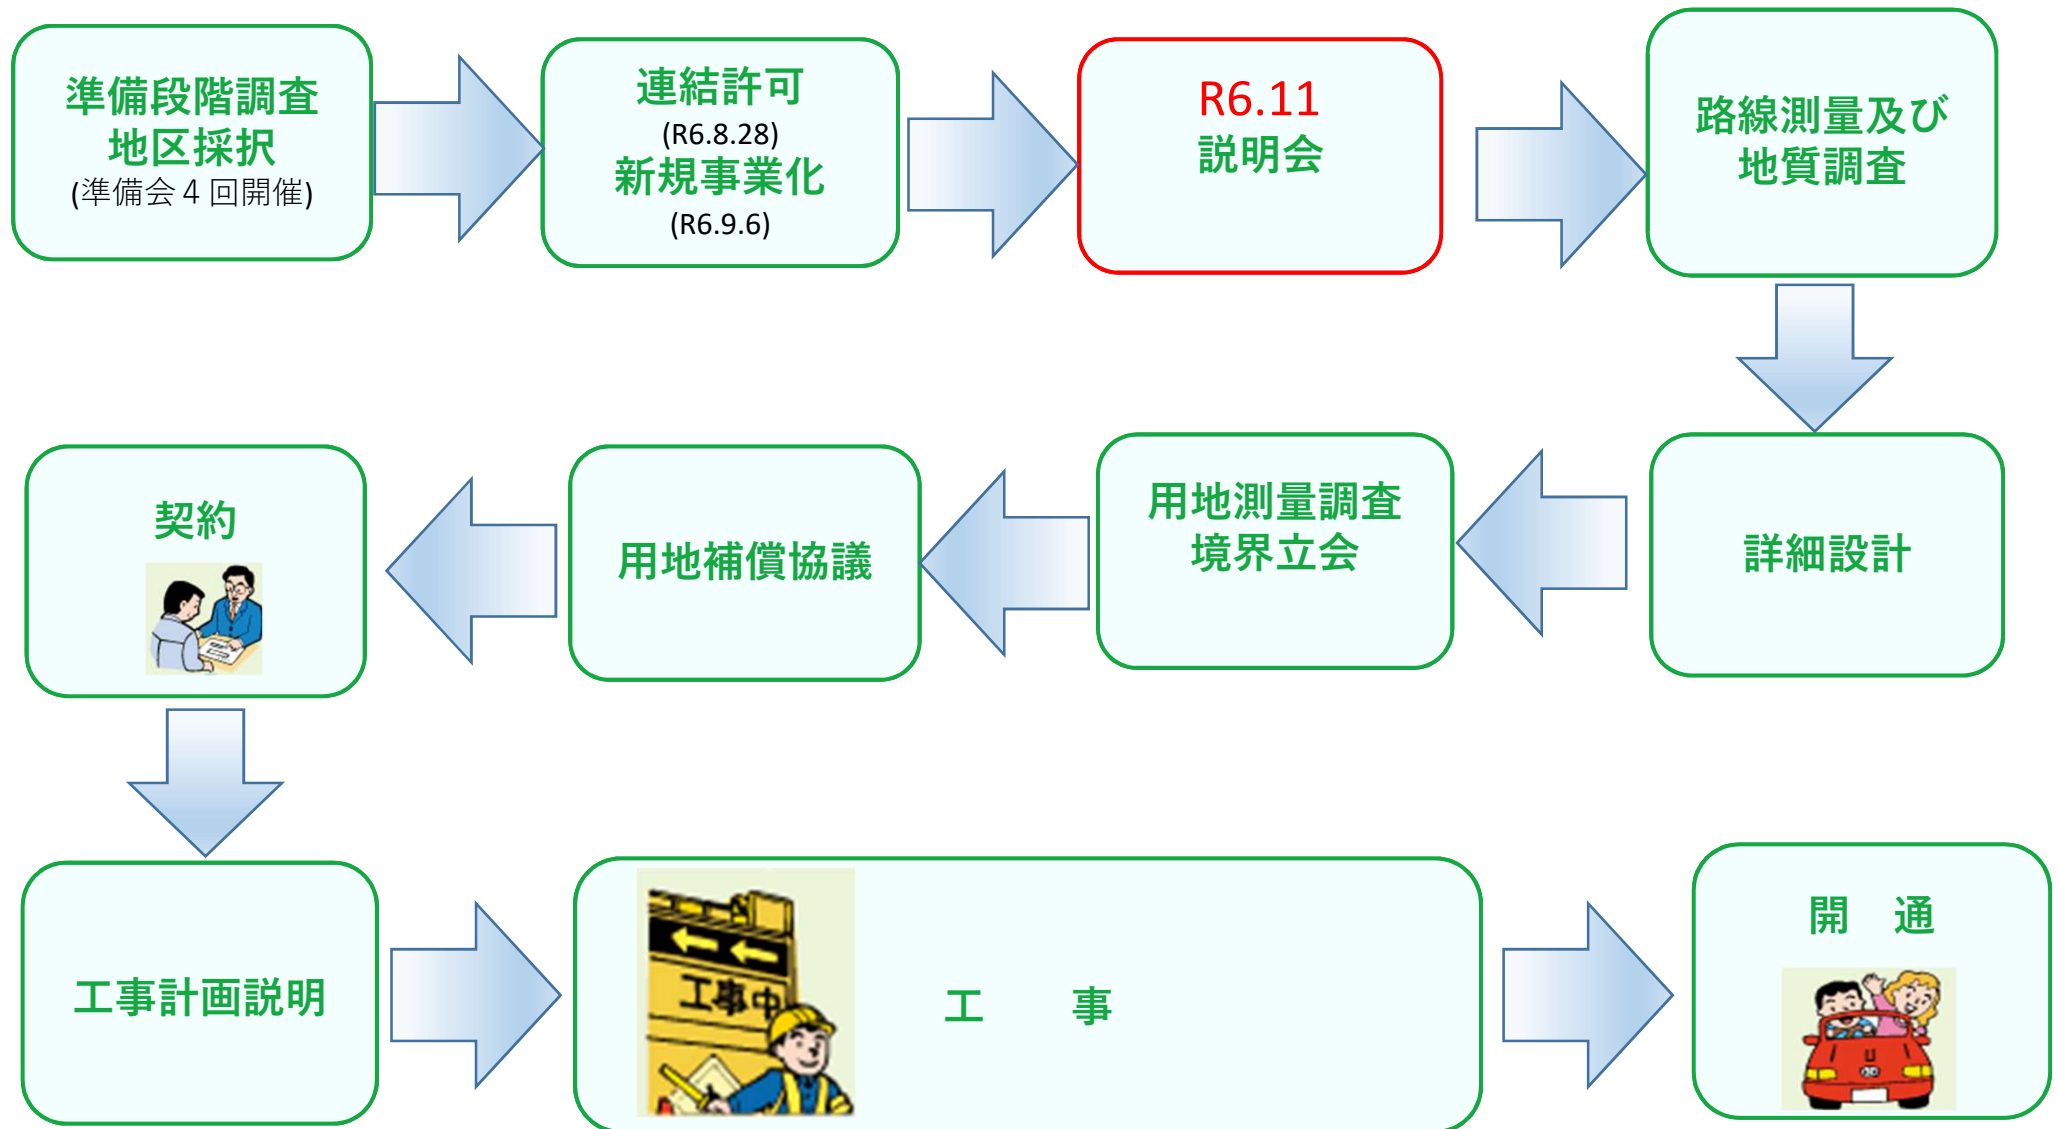 準備段階調査
地区採択
(準備会４回開催)
連結許可
(R6.8.28)
新規事業化
(R6.9.6)
R6.11
説明会
路線測量及び
地質調査
詳細設計
用地測量調査
境界立会
用地補償協議
契約
工事計画説明
工事中
工　事
開　通